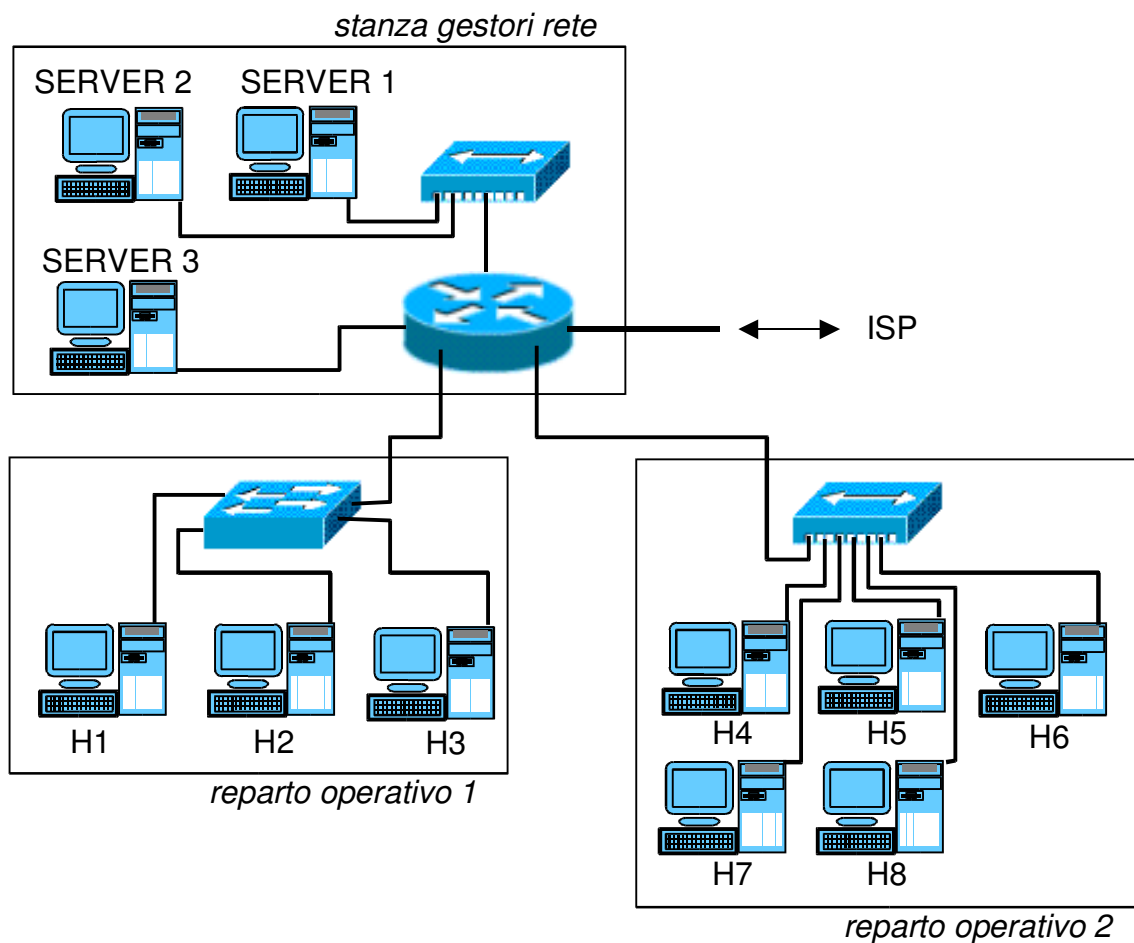 stanza gestori rete
SERVER 2 SERVER 1
SERVER 3
ISP
H1 H2 H3
reparto operativo 1
H4 H5 H6
H7 H8
reparto operativo 2